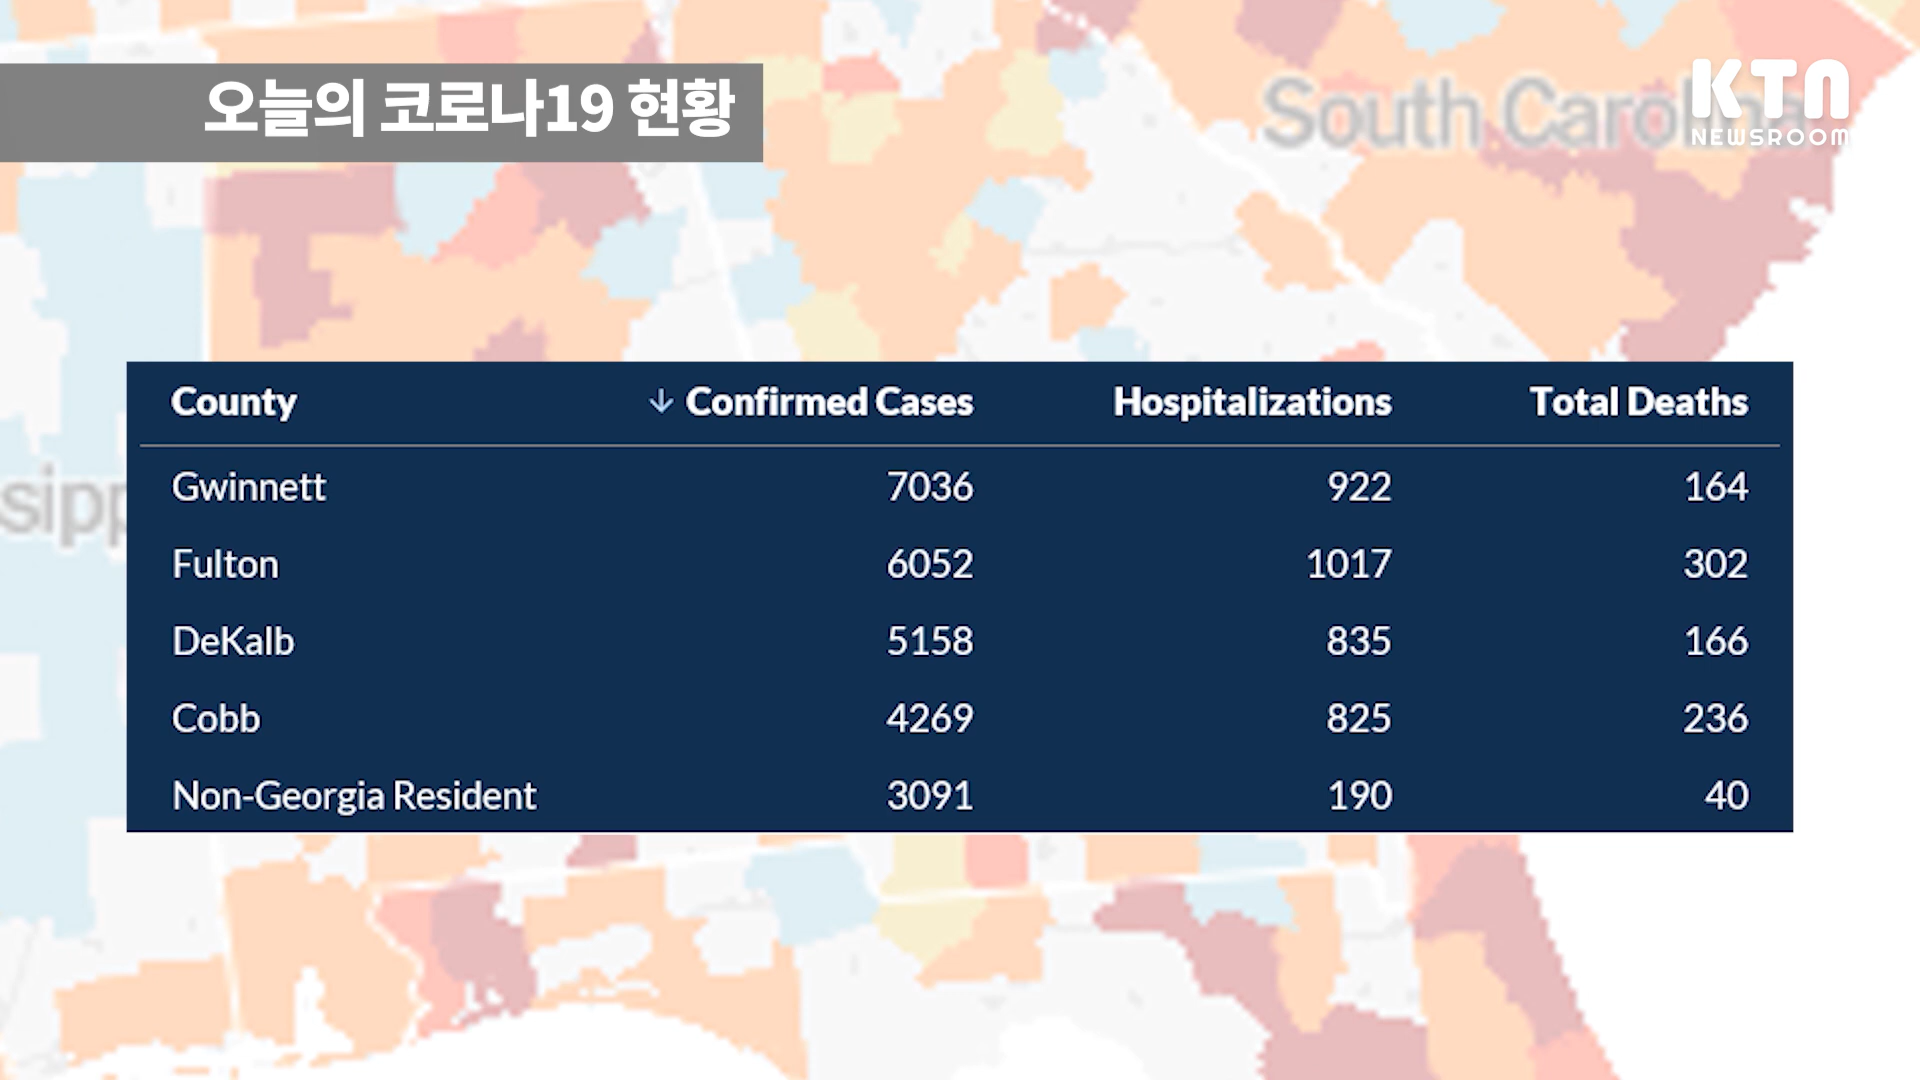 오늘의 코로나19 현황
South Carolina
KTN
NEWSROOM
County ↓ Confirmed Cases Hospitalizations Total Deaths
Gwinnett 7036 922 164
Fulton 6052 1017 302
DeKalb 5158 835 166
Cobb 4269 825 236
Non-Georgia Resident 3091 190 40
sipp